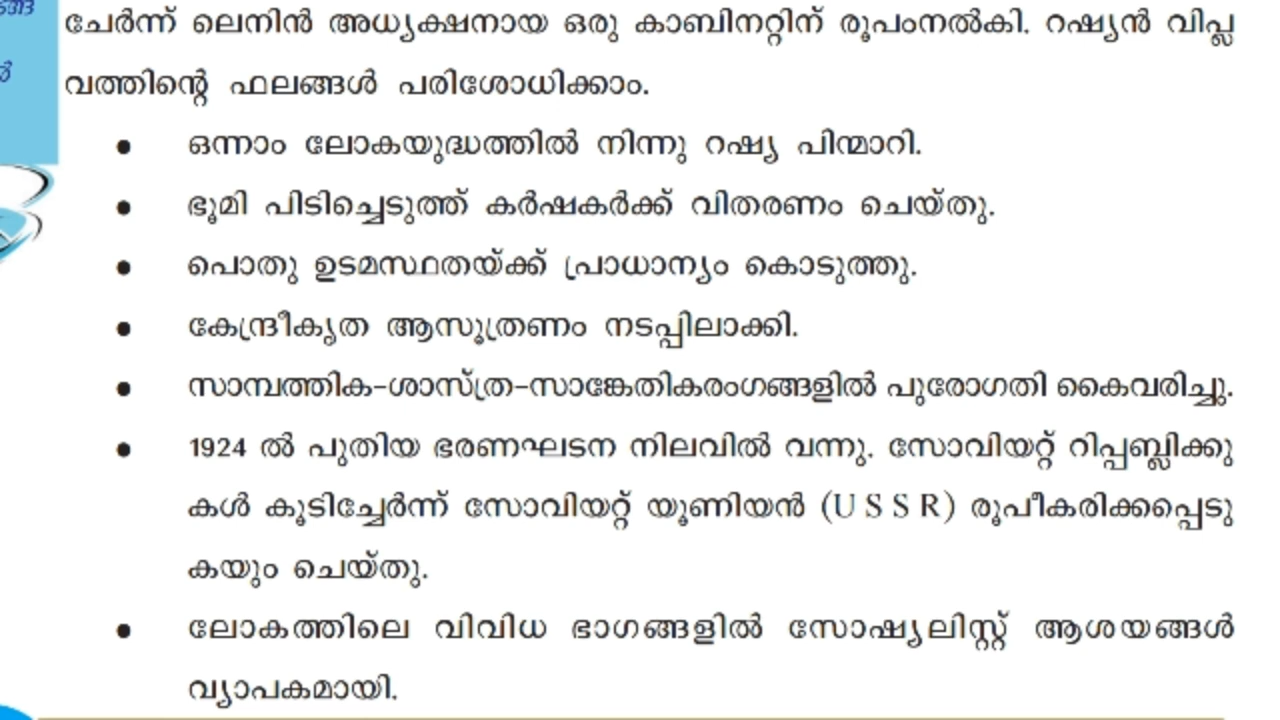 ങ്ങ
ൽ
ചേർന്ന് ലെനിൻ അധ്യക്ഷനായ ഒരു കാബിനറ്റിന് രൂപംനൽകി. റഷ്യൻ വിപ്ല
വത്തിന്റെ ഫലങ്ങൾ പരിശോധിക്കാം.
● ഒന്നാം ലോകയുദ്ധത്തിൽ നിന്നു റഷ്യ പിന്മാറി.
● ഭൂമി പിടിച്ചെടുത്ത് കർഷകർക്ക് വിതരണം ചെയ്തു.
● പൊതു ഉടമസ്ഥതയ്ക്ക് പ്രാധാന്യം കൊടുത്തു.
● കേന്ദ്രീകൃത ആസൂത്രണം നടപ്പിലാക്കി.
● സാമ്പത്തിക-ശാസ്ത്ര-സാങ്കേതികരംഗങ്ങളിൽ പുരോഗതി കൈവരിച്ചു.
● 1924 ൽ പുതിയ ഭരണഘടന നിലവിൽ വന്നു. സോവിയറ്റ് റിപ്പബ്ലിക്കു
കൾ കൂടിച്ചേർന്ന് സോവിയറ്റ് യൂണിയൻ (U S S R) രൂപീകരിക്കപ്പെടു
കയും ചെയ്തു.
● ലോകത്തിലെ വിവിധ ഭാഗങ്ങളിൽ സോഷ്യലിസ്റ്റ് ആശയങ്ങൾ
വ്യാപകമായി.